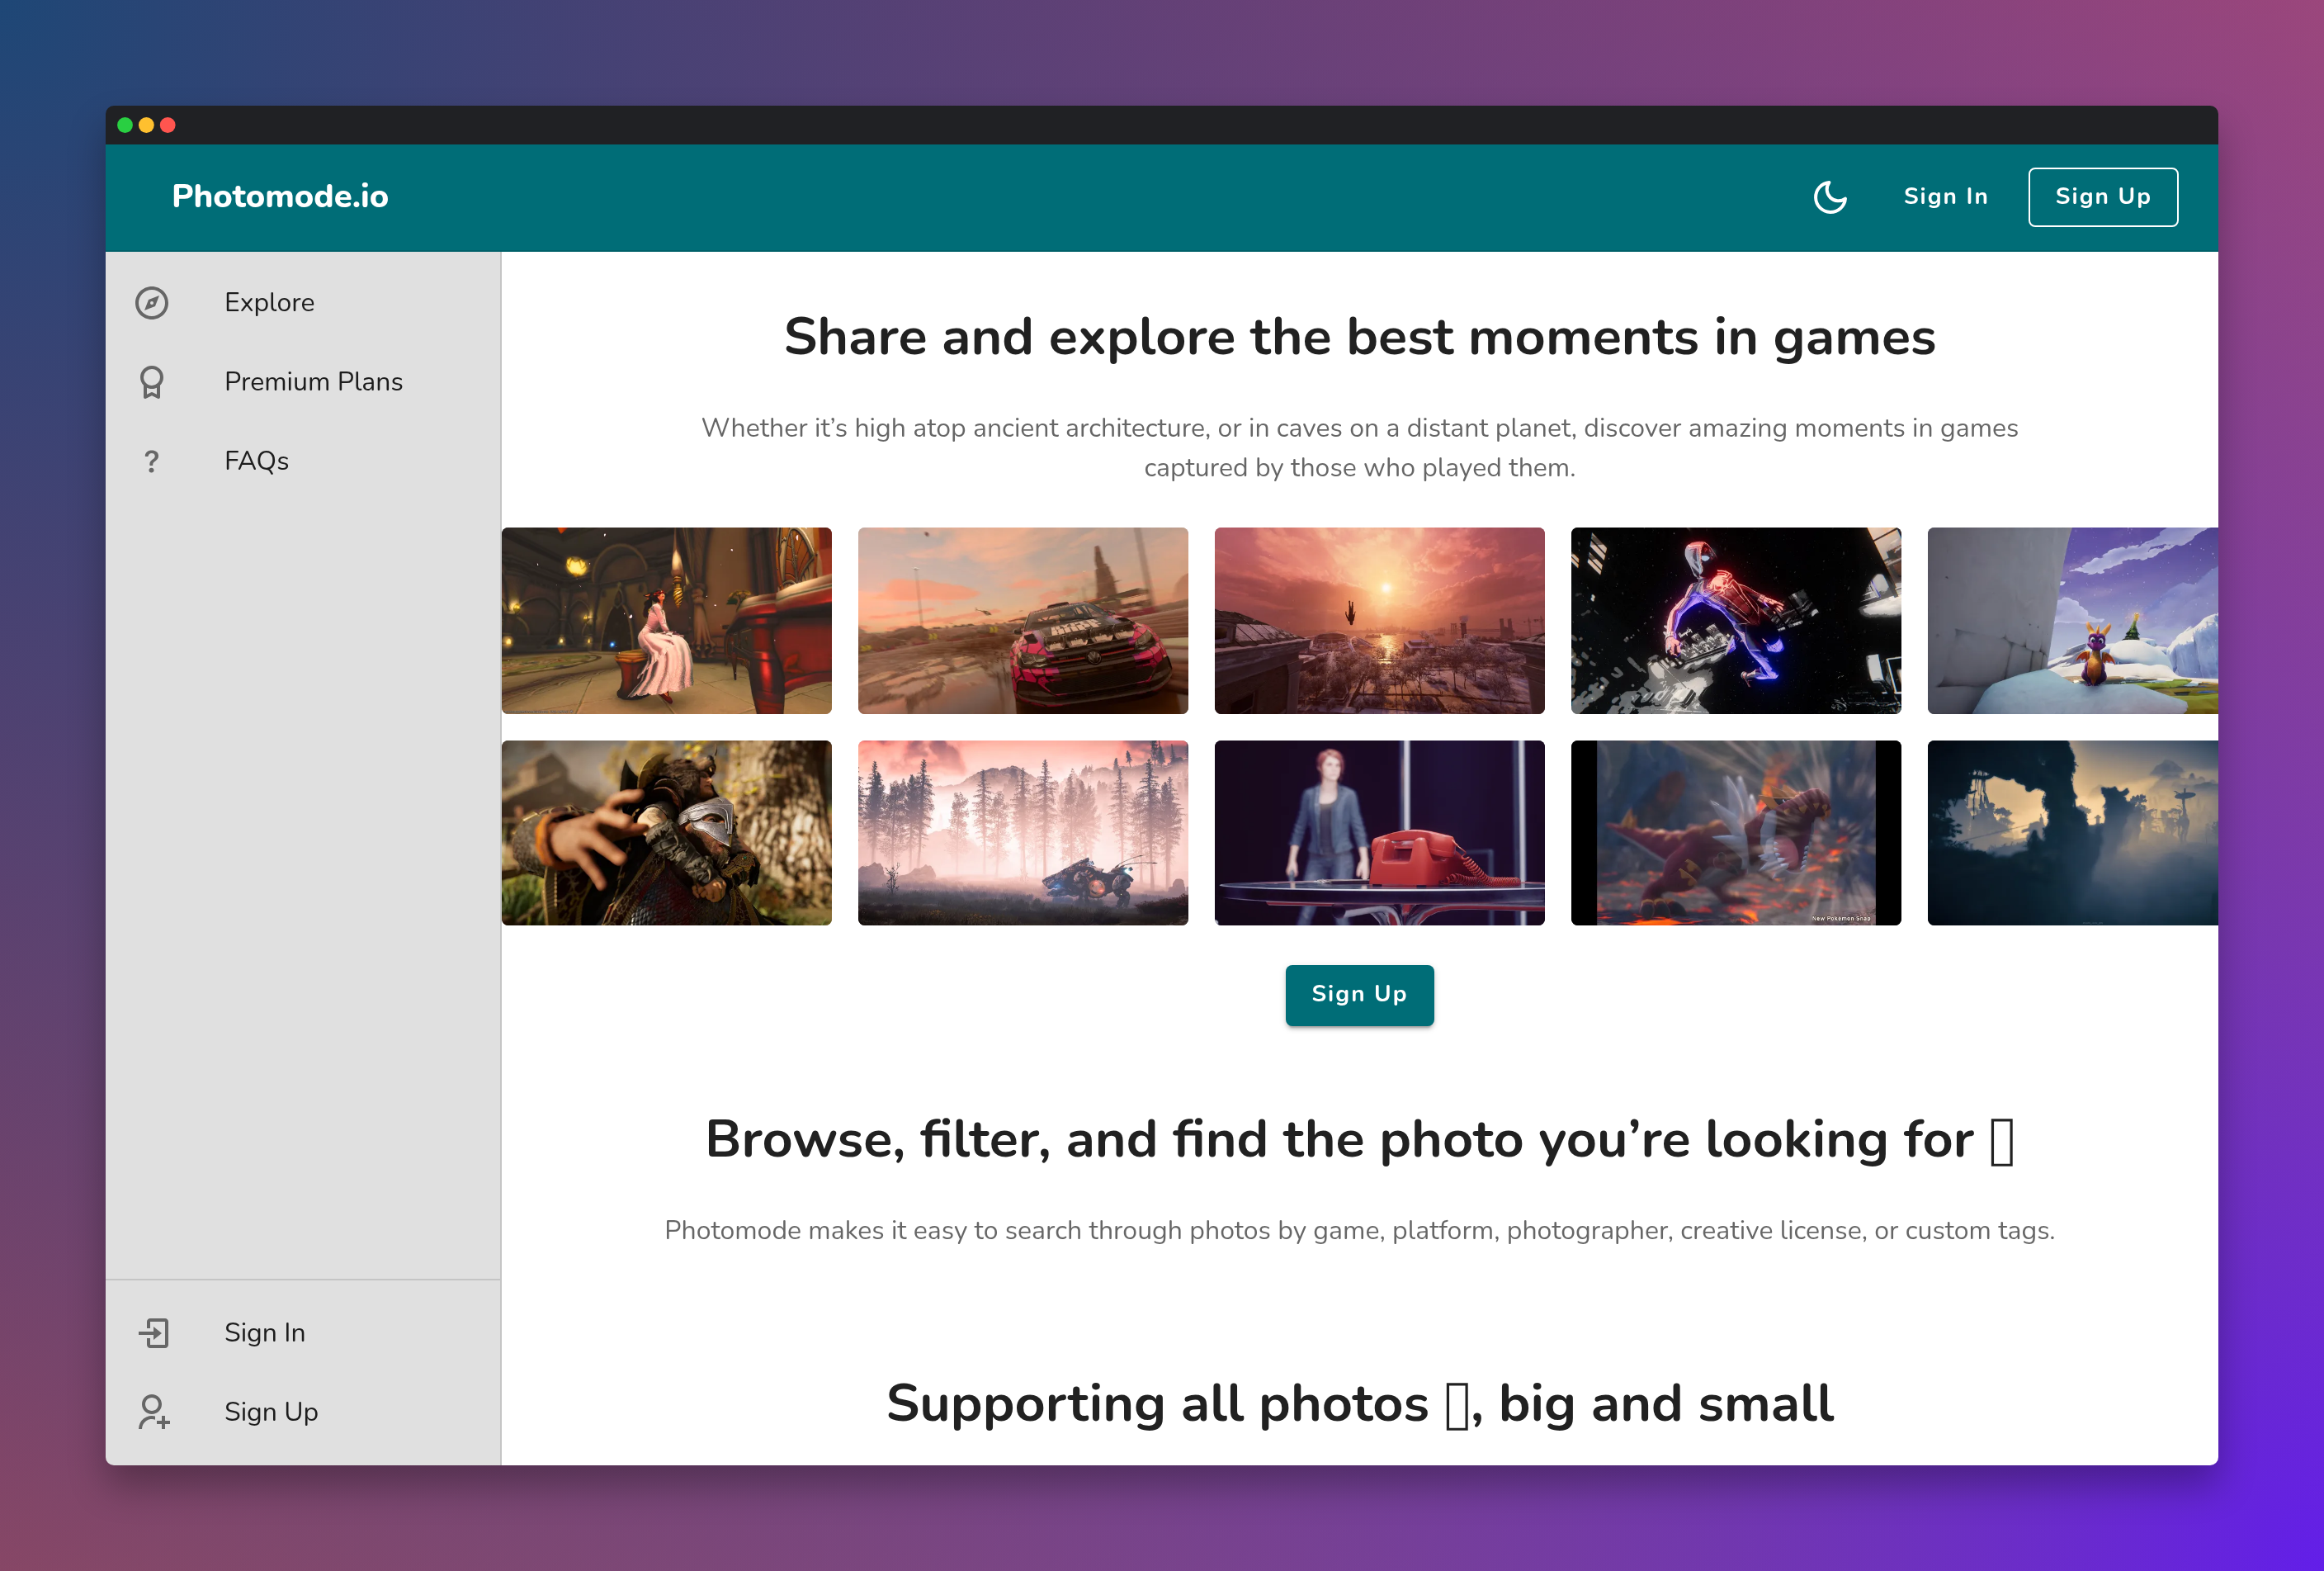 Photomode.io
Sign In
Sign Up
Explore
Premium Plans
FAQs
Share and explore the best moments in games
Whether it’s high atop ancient architecture, or in caves on a distant planet, discover amazing moments in games
captured by those who played them.
New Pokémon Snap
Sign Up
Browse, filter, and find the photo you’re looking for
Photomode makes it easy to search through photos by game, platform, photographer, creative license, or custom tags.
Supporting all photos , big and small
Sign In
Sign Up